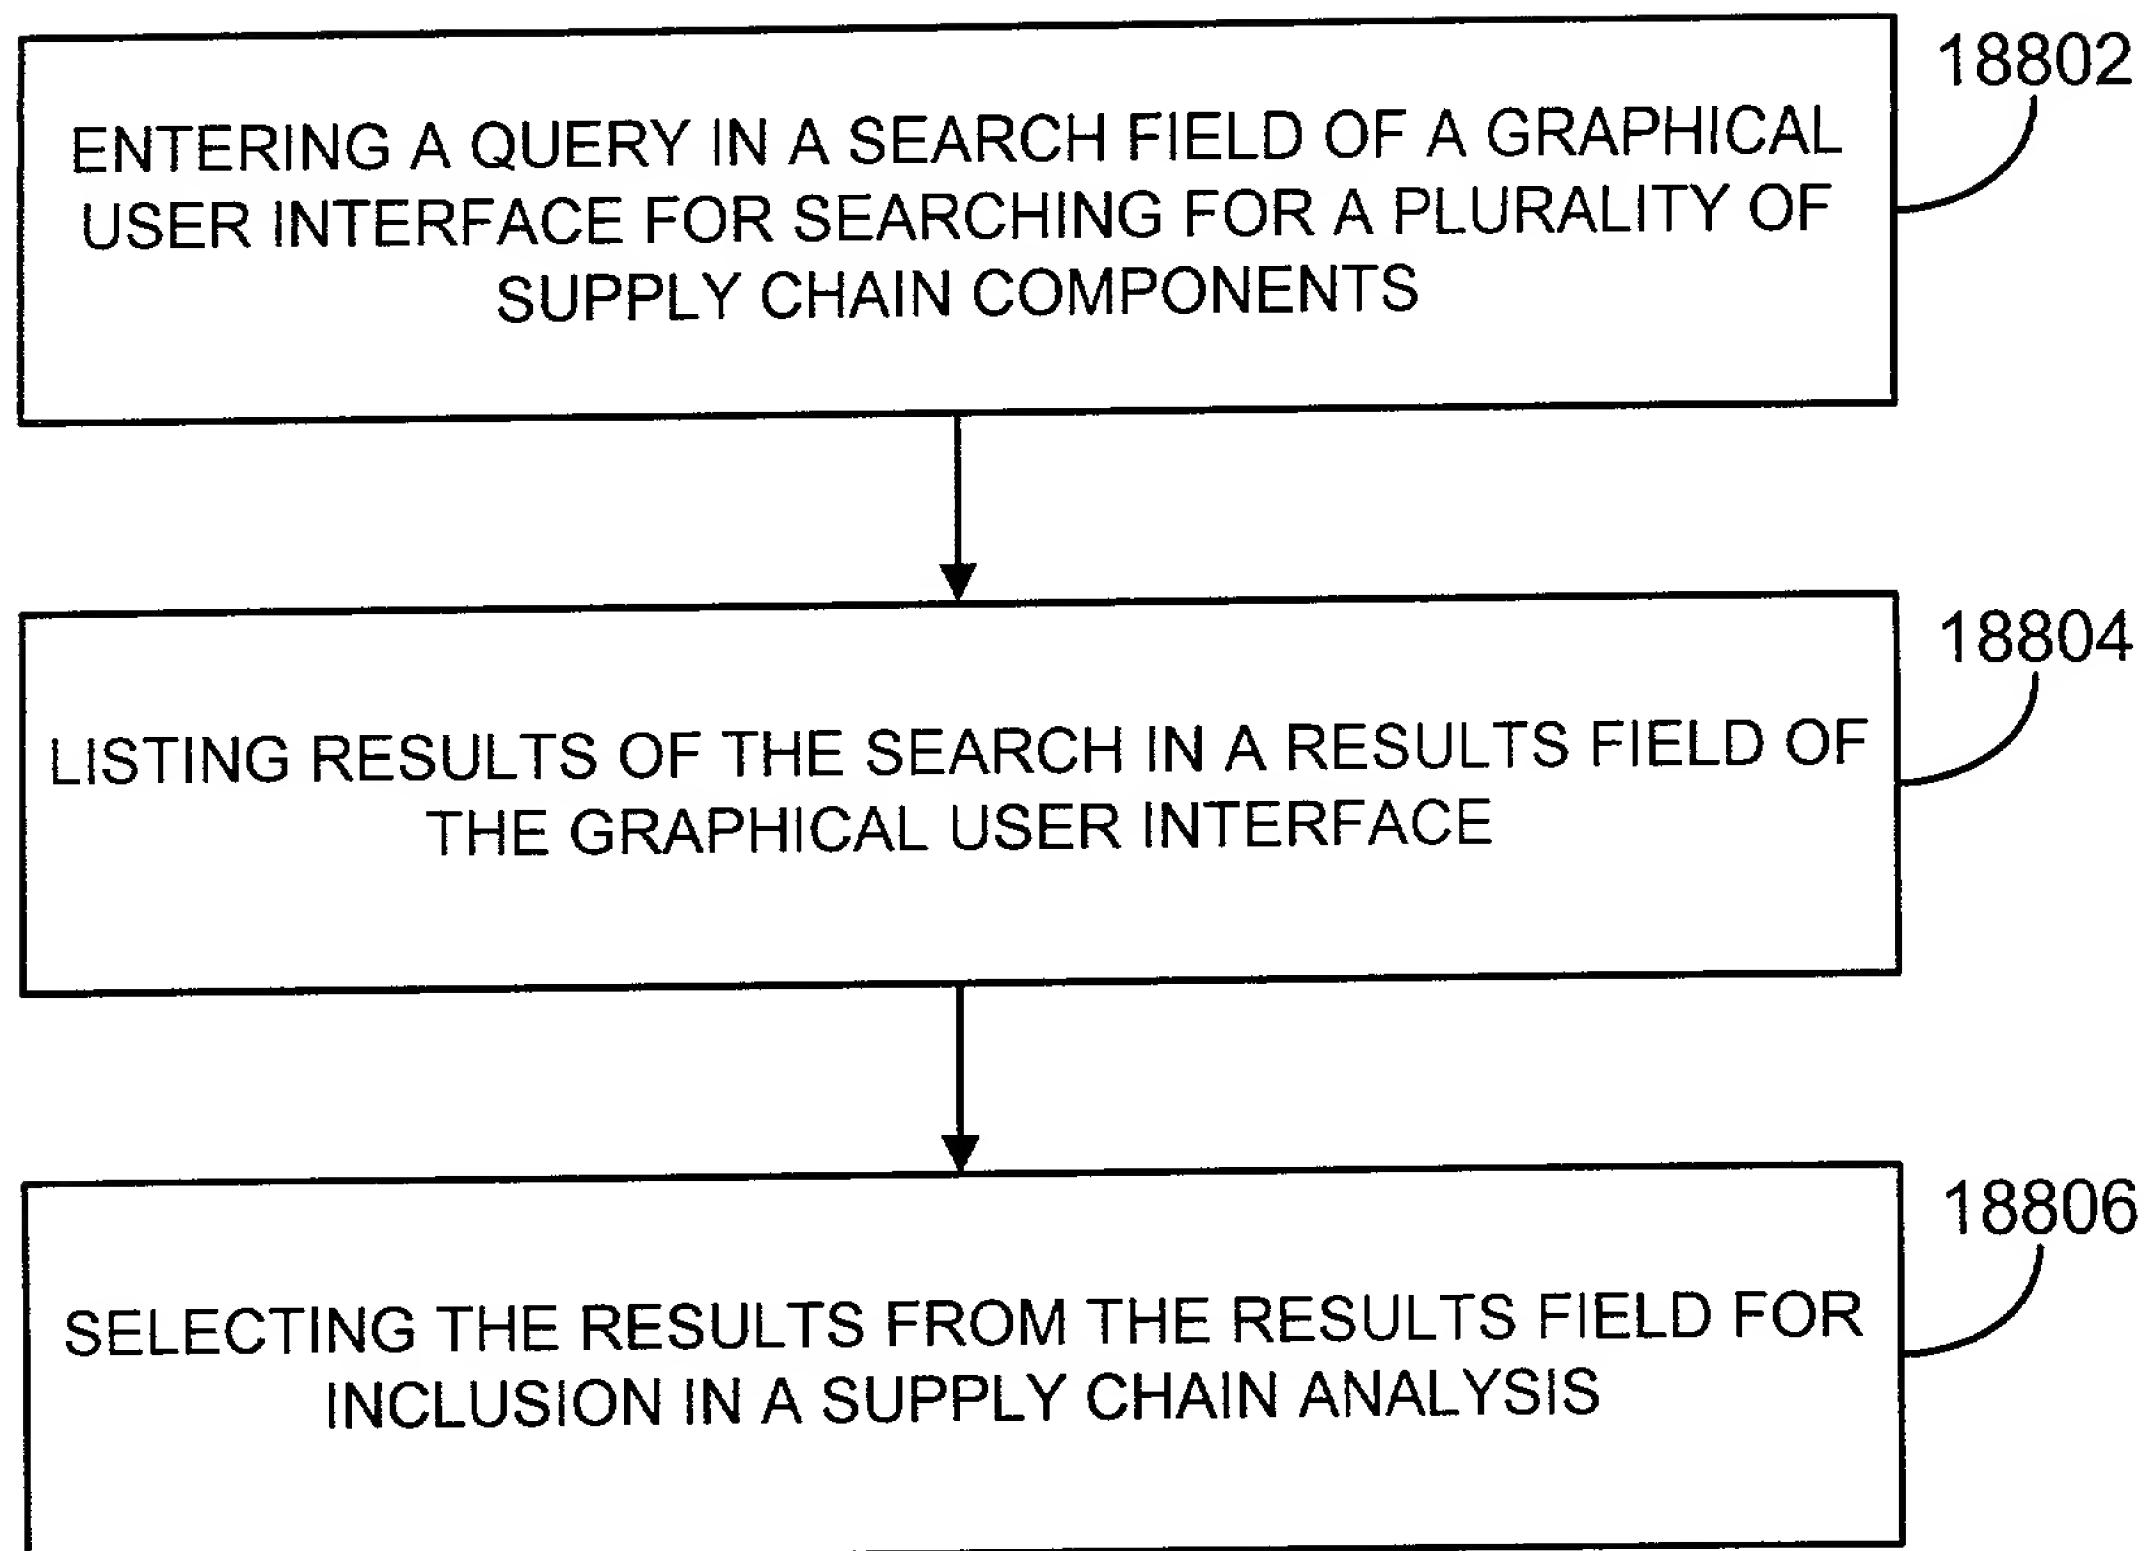 18802
ENTERING A QUERY IN A SEARCH FIELD OF A GRAPHICAL
USER INTERFACE FOR SEARCHING FOR A PLURALITY OF
SUPPLY CHAIN COMPONENTS
18804
LISTING RESULTS OF THE SEARCH IN A RESULTS FIELD OF
THE GRAPHICAL USER INTERFACE
18806
SELECTING THE RESULTS FROM THE RESULTS FIELD FOR
INCLUSION IN A SUPPLY CHAIN ANALYSIS